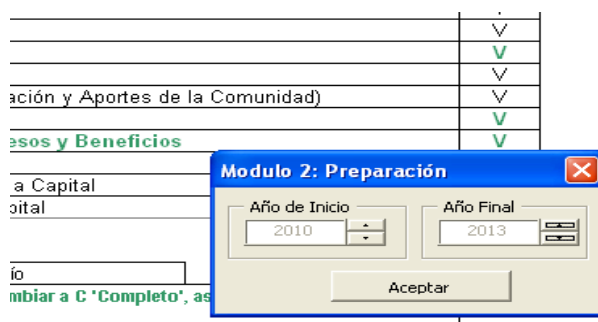 V
V
V
ación y Aportes de la Comunidad) V
V
esos y Beneficios V
a Capital
pital
Modulo 2: Preparación
Año de Inicio Año Final
2010 2013
Aceptar
ío
mbiar a C 'Completo', as